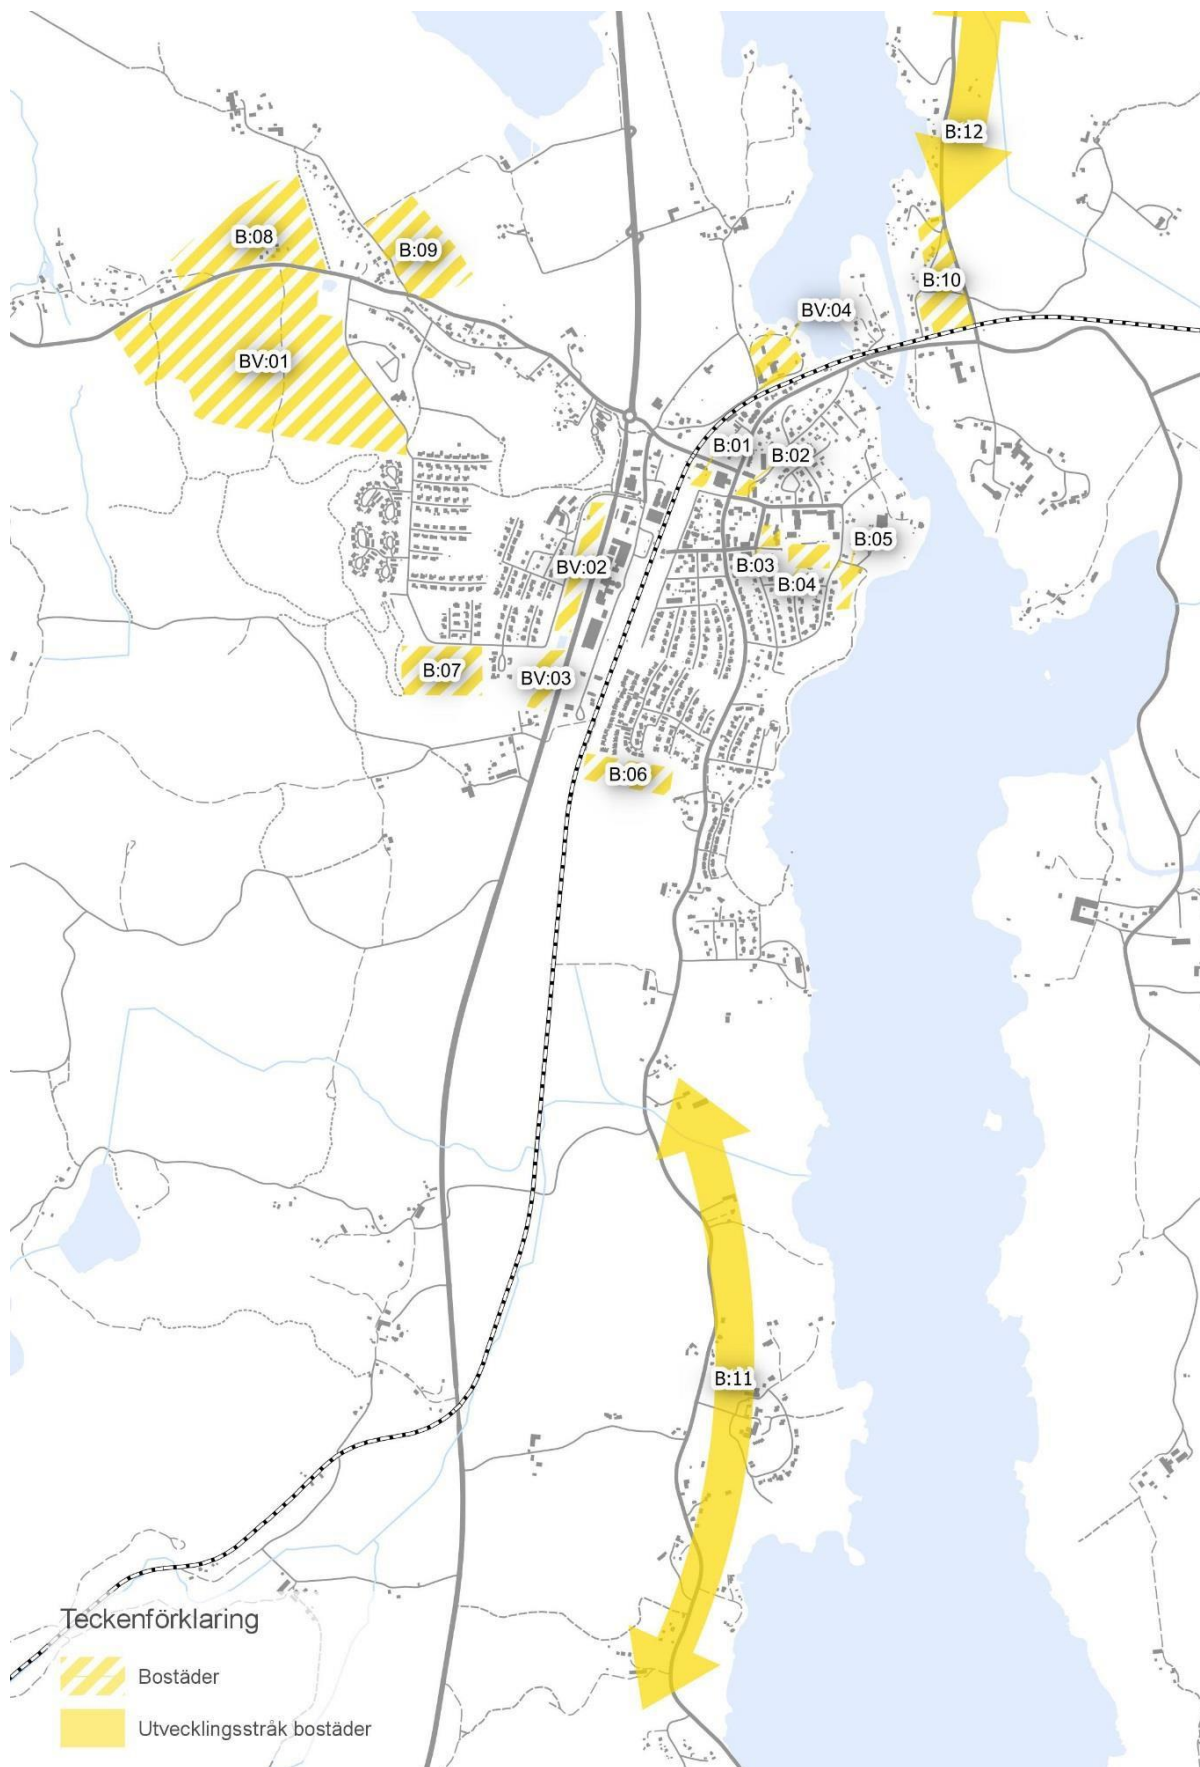 B:12
B:08
B:09
B:10
BV:04
BV:01
B:01
B:02
B:05
BV:02
B:03
B:04
B:07
BV:03
B:06
B:11
Teckenförklaring
Bostäder
Utvecklingsstråk bostäder